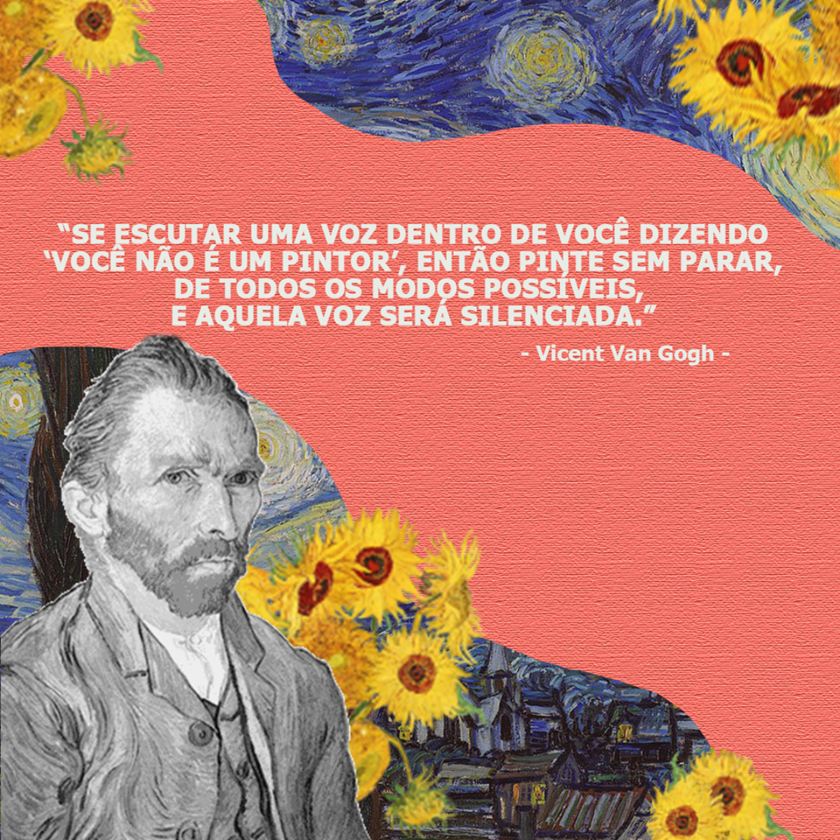 “SE ESCUTAR UMA VOZ DENTRO DE VOCÊ DIZENDO
‘VOCÊ NÃO É UM PINTOR’, ENTÃO PINTE SEM PARAR,
DE TODOS OS MODOS POSSÍVEIS,
E AQUELA VOZ SERÁ SILENCIADA.”
- Vicent Van Gogh -